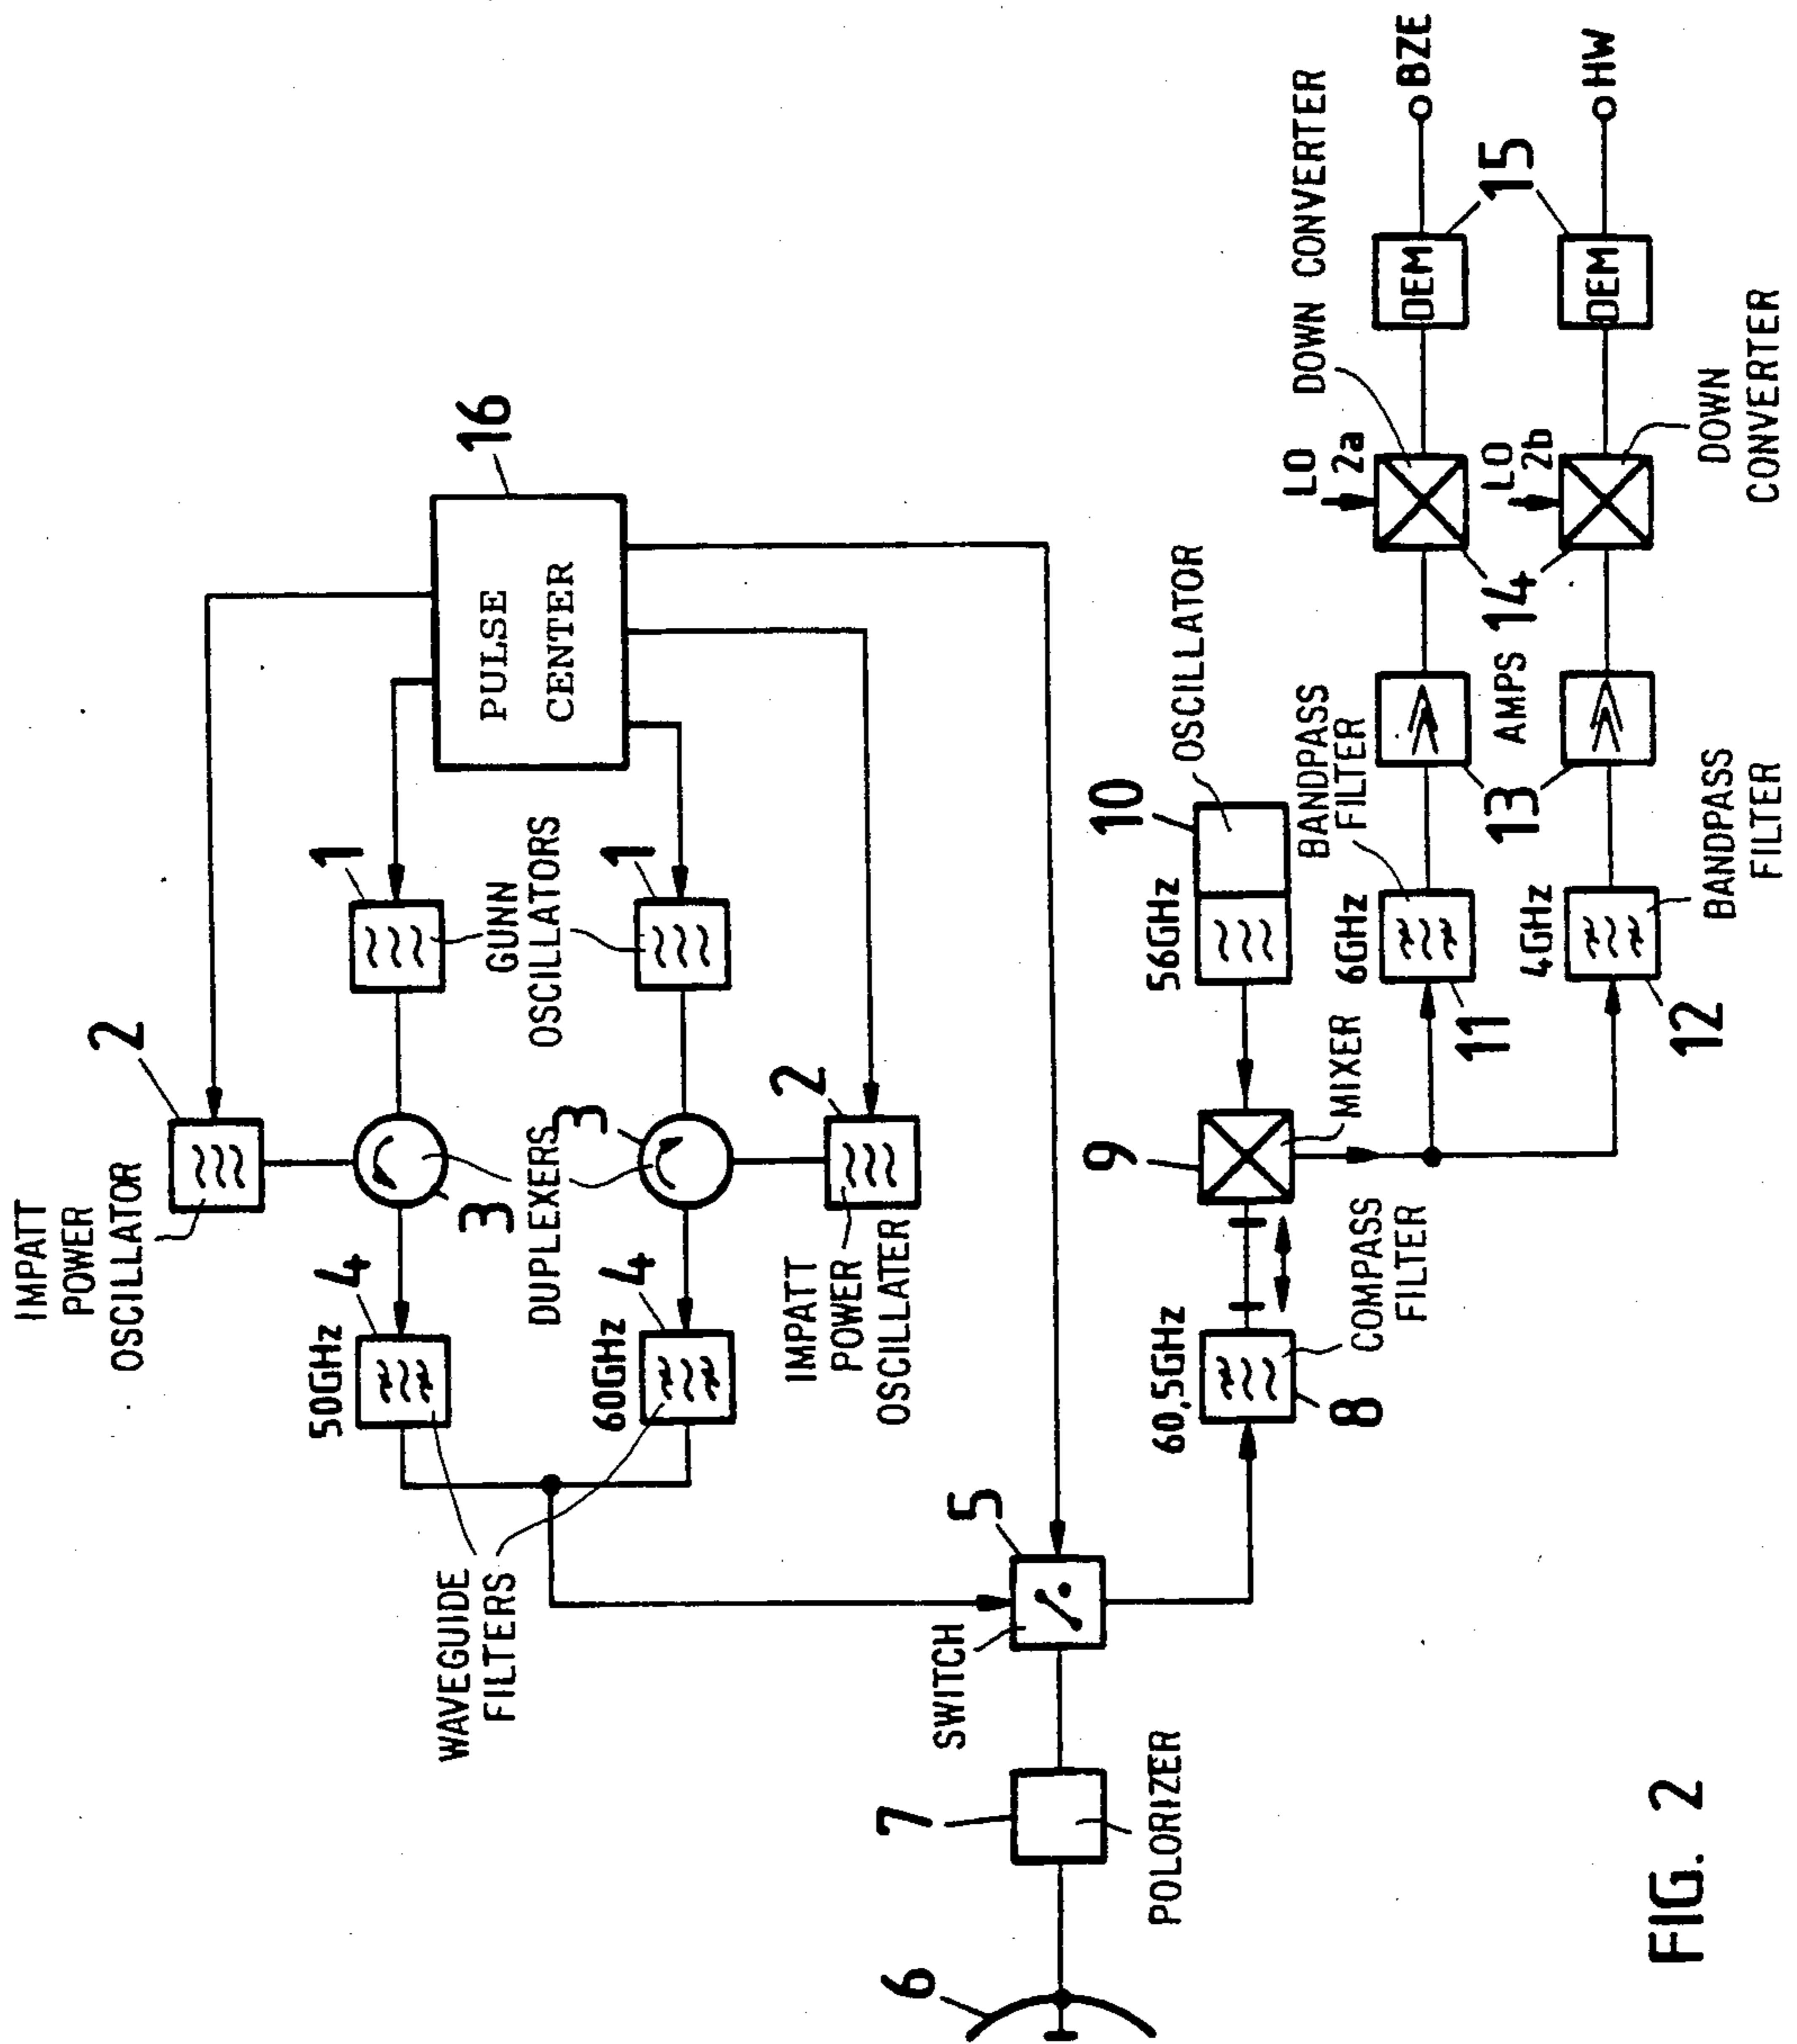 IMPATT
POWER
OSCILLATOR
2
50GHz
4
3
1
GUNN
OSCILLATORS
1
PULSE
CENTER
16
WAVEGUIDE
FILTERS
DUPLEXERS
3
60GHz
4
IMPATT
POWER
OSCILLATER
2
6
7
POLORIZER
SWITCH
5
60,5GHz
8
COMPASS
FILTER
9
MIXER
10
56GHz
OSCILLATOR
6GHz
11
BANDPASS
FILTER
4GHz
12
BANDPASS
FILTER
13
AMPS
14
LO
2a
LO
2b
DOWN CONVERTER
DOWN
CONVERTER
DEM
DEM
15
BZE
HW
FIG. 2